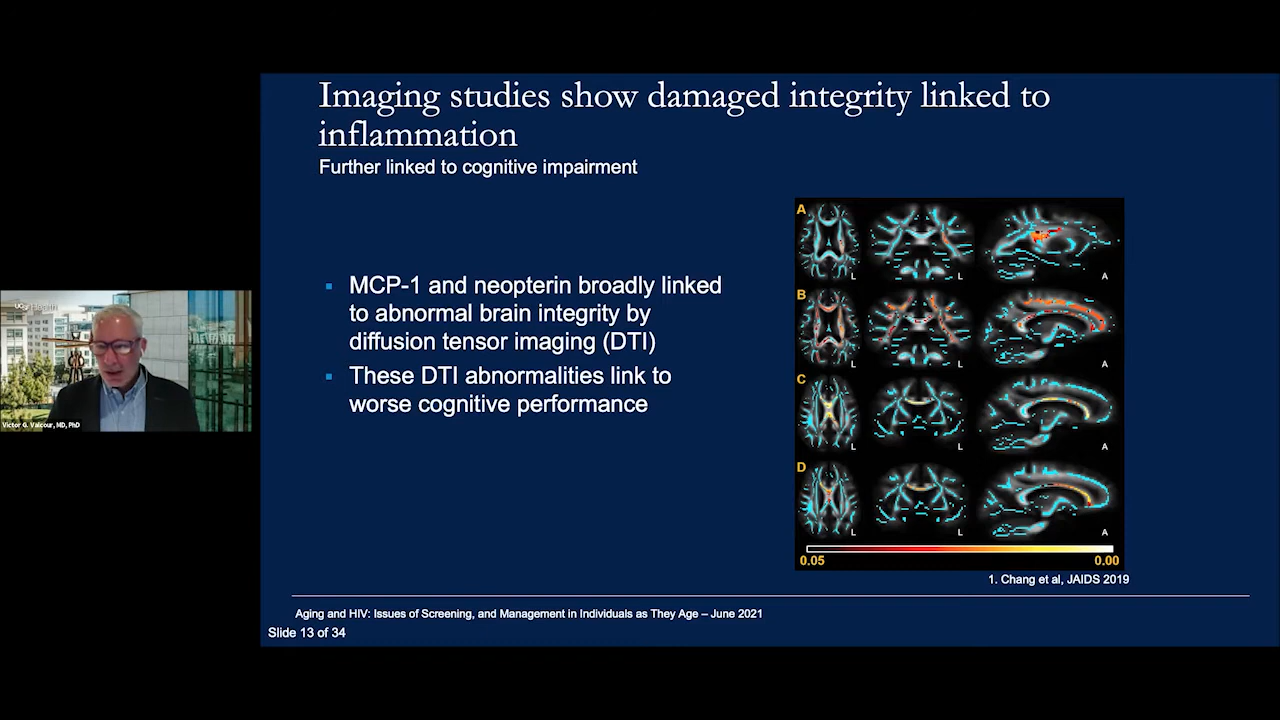 Imaging studies show damaged integrity linked to
inflammation
Further linked to cognitive impairment
MCP-1 and neopterin broadly linked
to abnormal brain integrity by
diffusion tensor imaging (DTI)
These DTI abnormalities link to
worse cognitive performance
A
L
L
A
B
L
L
A
C
L
L
A
D
L
L
A
0.05
0.00
1. Chang et al, JAIDS 2019
Aging and HIV: Issues of Screening, and Management in Individuals as They Age – June 2021
Slide 13 of 34
UCSF Health
Victor G. Valcour, MD, PhD